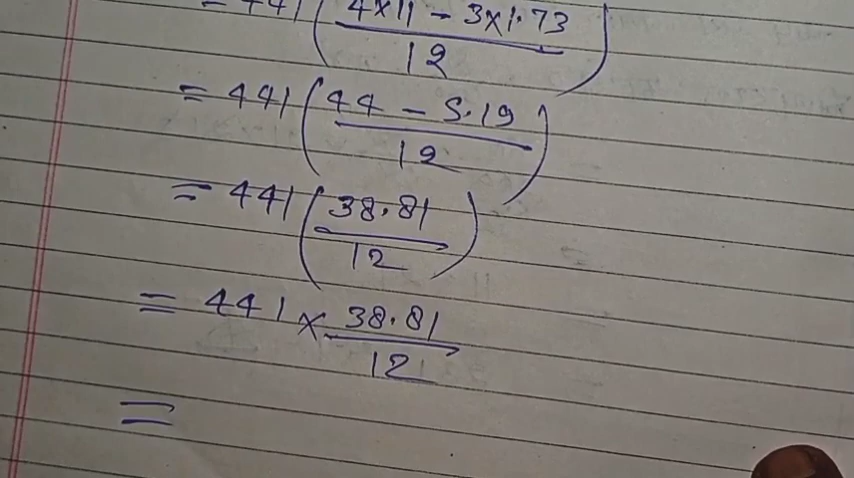 = 441 ( 4×11 - 3×1.73 / 12 )
= 441 ( 44 - 5.19 / 12 )
= 441 ( 38.81 / 12 )
= 441 × 38.81 / 12
=